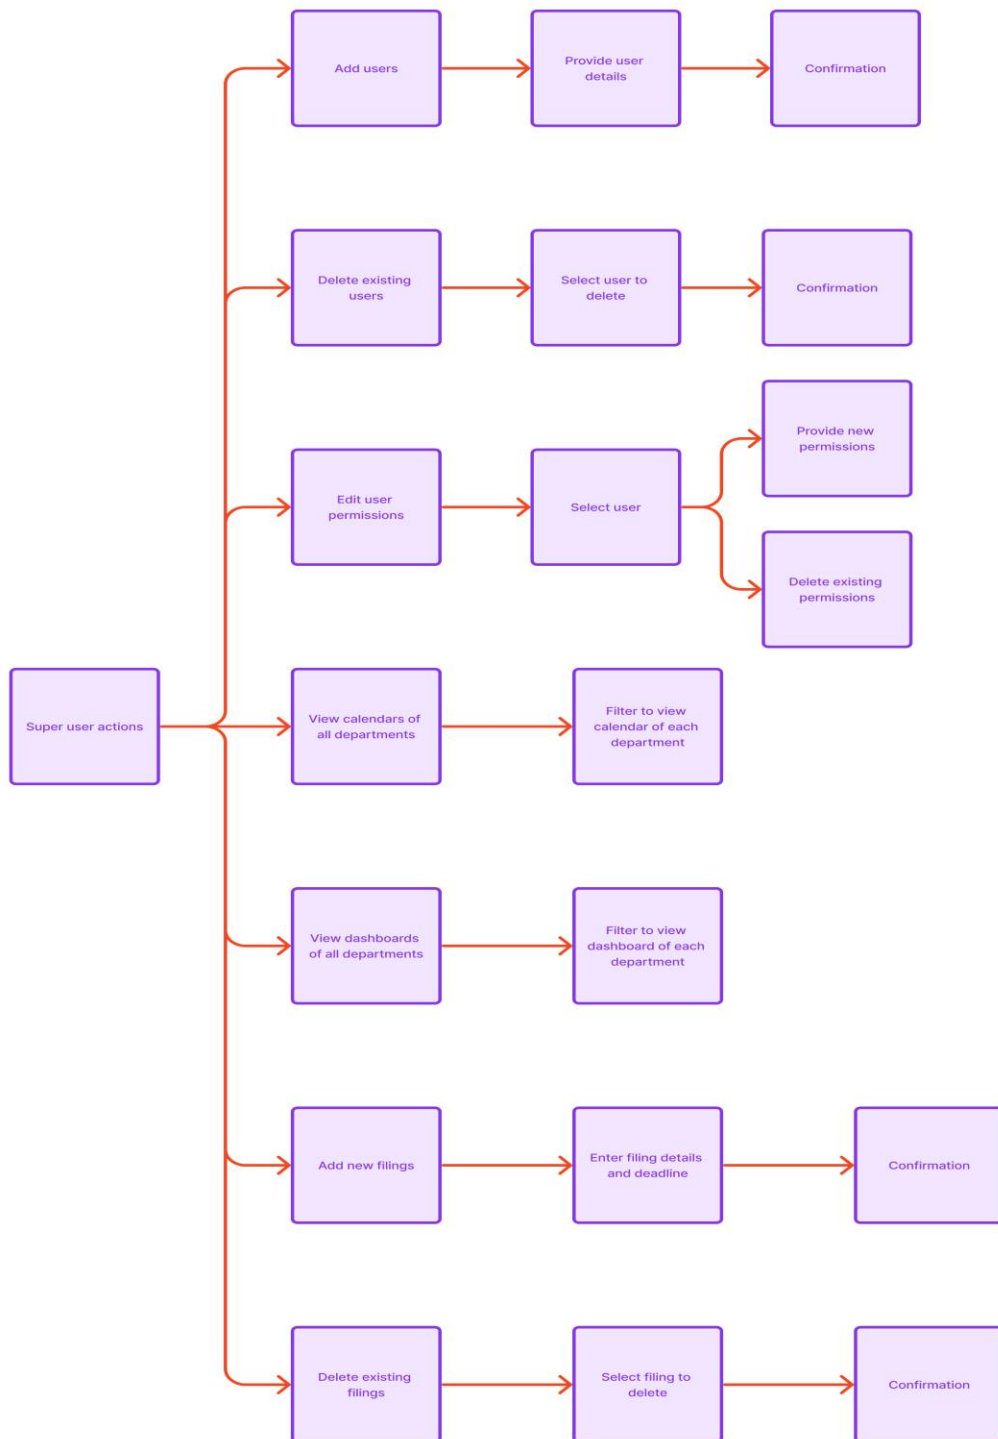 Add users
Provide user
details
Confirmation
Delete existing
users
Select user to
delete
Confirmation
Provide new
permissions
Edit user
permissions
Select user
Delete existing
permissions
Super user actions
View calendars of
all departments
Filter to view
calendar of each
department
View dashboards
of all departments
Filter to view
dashboard of each
department
Add new filings
Enter filing details
and deadline
Confirmation
Delete existing
filings
Select filing to
delete
Confirmation